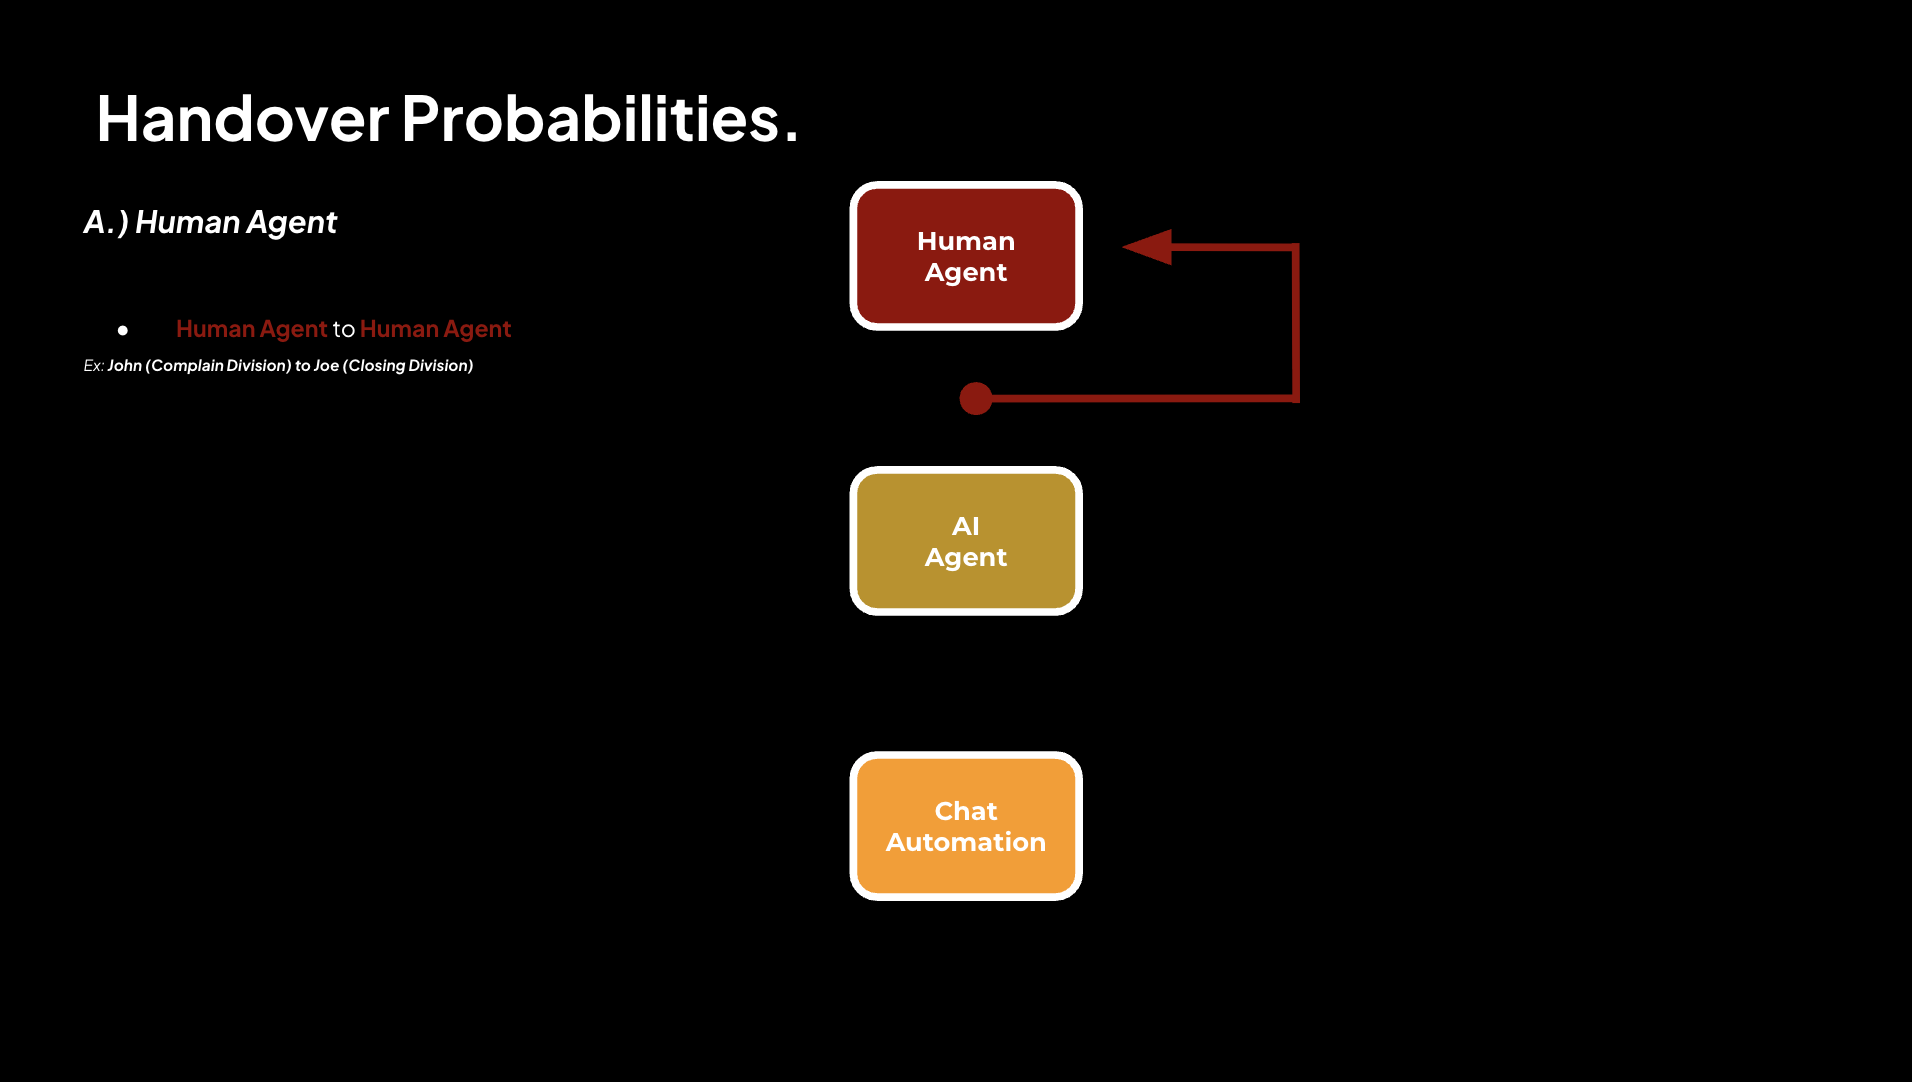 Handover Probabilities.
A.) Human Agent
● Human Agent to Human Agent
Ex: John (Complain Division) to Joe (Closing Division)
Human
Agent
AI
Agent
Chat
Automation